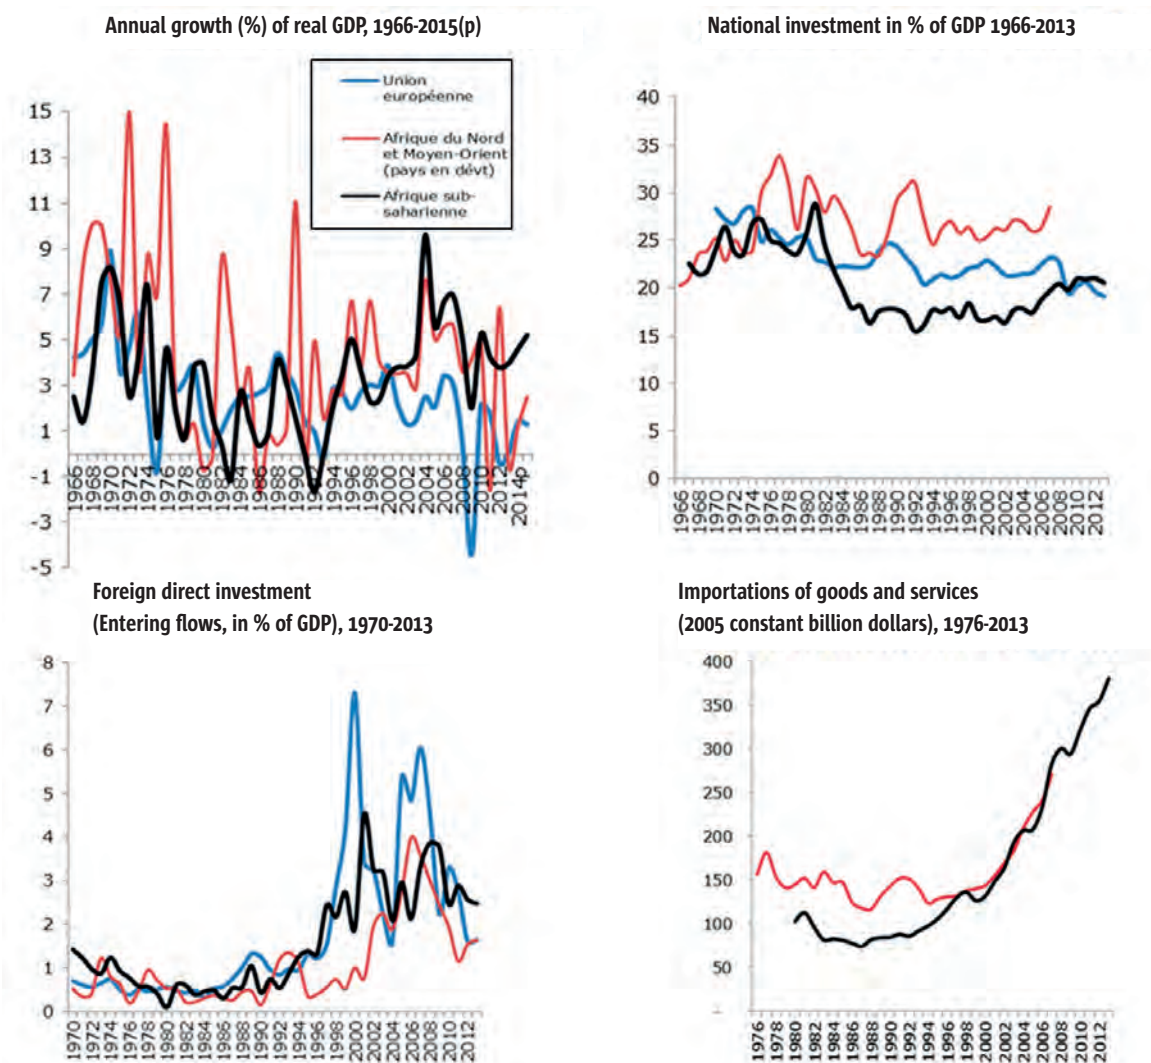 Annual growth (%) of real GDP, 1966-2015(p)
Union
européenne
Afrique du Nord
et Moyen-Orient
(pays en dévt)
Afrique sub-
saharienne
15
13
11
9
7
5
3
1
-1
-3
-5
1966 1968 1970 1972 1974 1976 1978 1980 1982 1984 1986 1988 1990 1992 1994 1996 1998 2000 2002 2004 2006 2008 2010 2012 2014p
National investment in % of GDP 1966-2013
40
35
30
25
20
15
10
5
0
1966 1968 1970 1972 1974 1976 1978 1980 1982 1984 1986 1988 1990 1992 1994 1996 1998 2000 2002 2004 2006 2008 2010 2012
Foreign direct investment
(Entering flows, in % of GDP), 1970-2013
8
7
6
5
4
3
2
1
0
1970 1972 1974 1976 1978 1980 1982 1984 1986 1988 1990 1992 1994 1996 1998 2000 2002 2004 2006 2008 2010 2012
Importations of goods and services
(2005 constant billion dollars), 1976-2013
400
350
300
250
200
150
100
50
-
1976 1978 1980 1982 1984 1986 1988 1990 1992 1994 1996 1998 2000 2002 2004 2006 2008 2010 2012